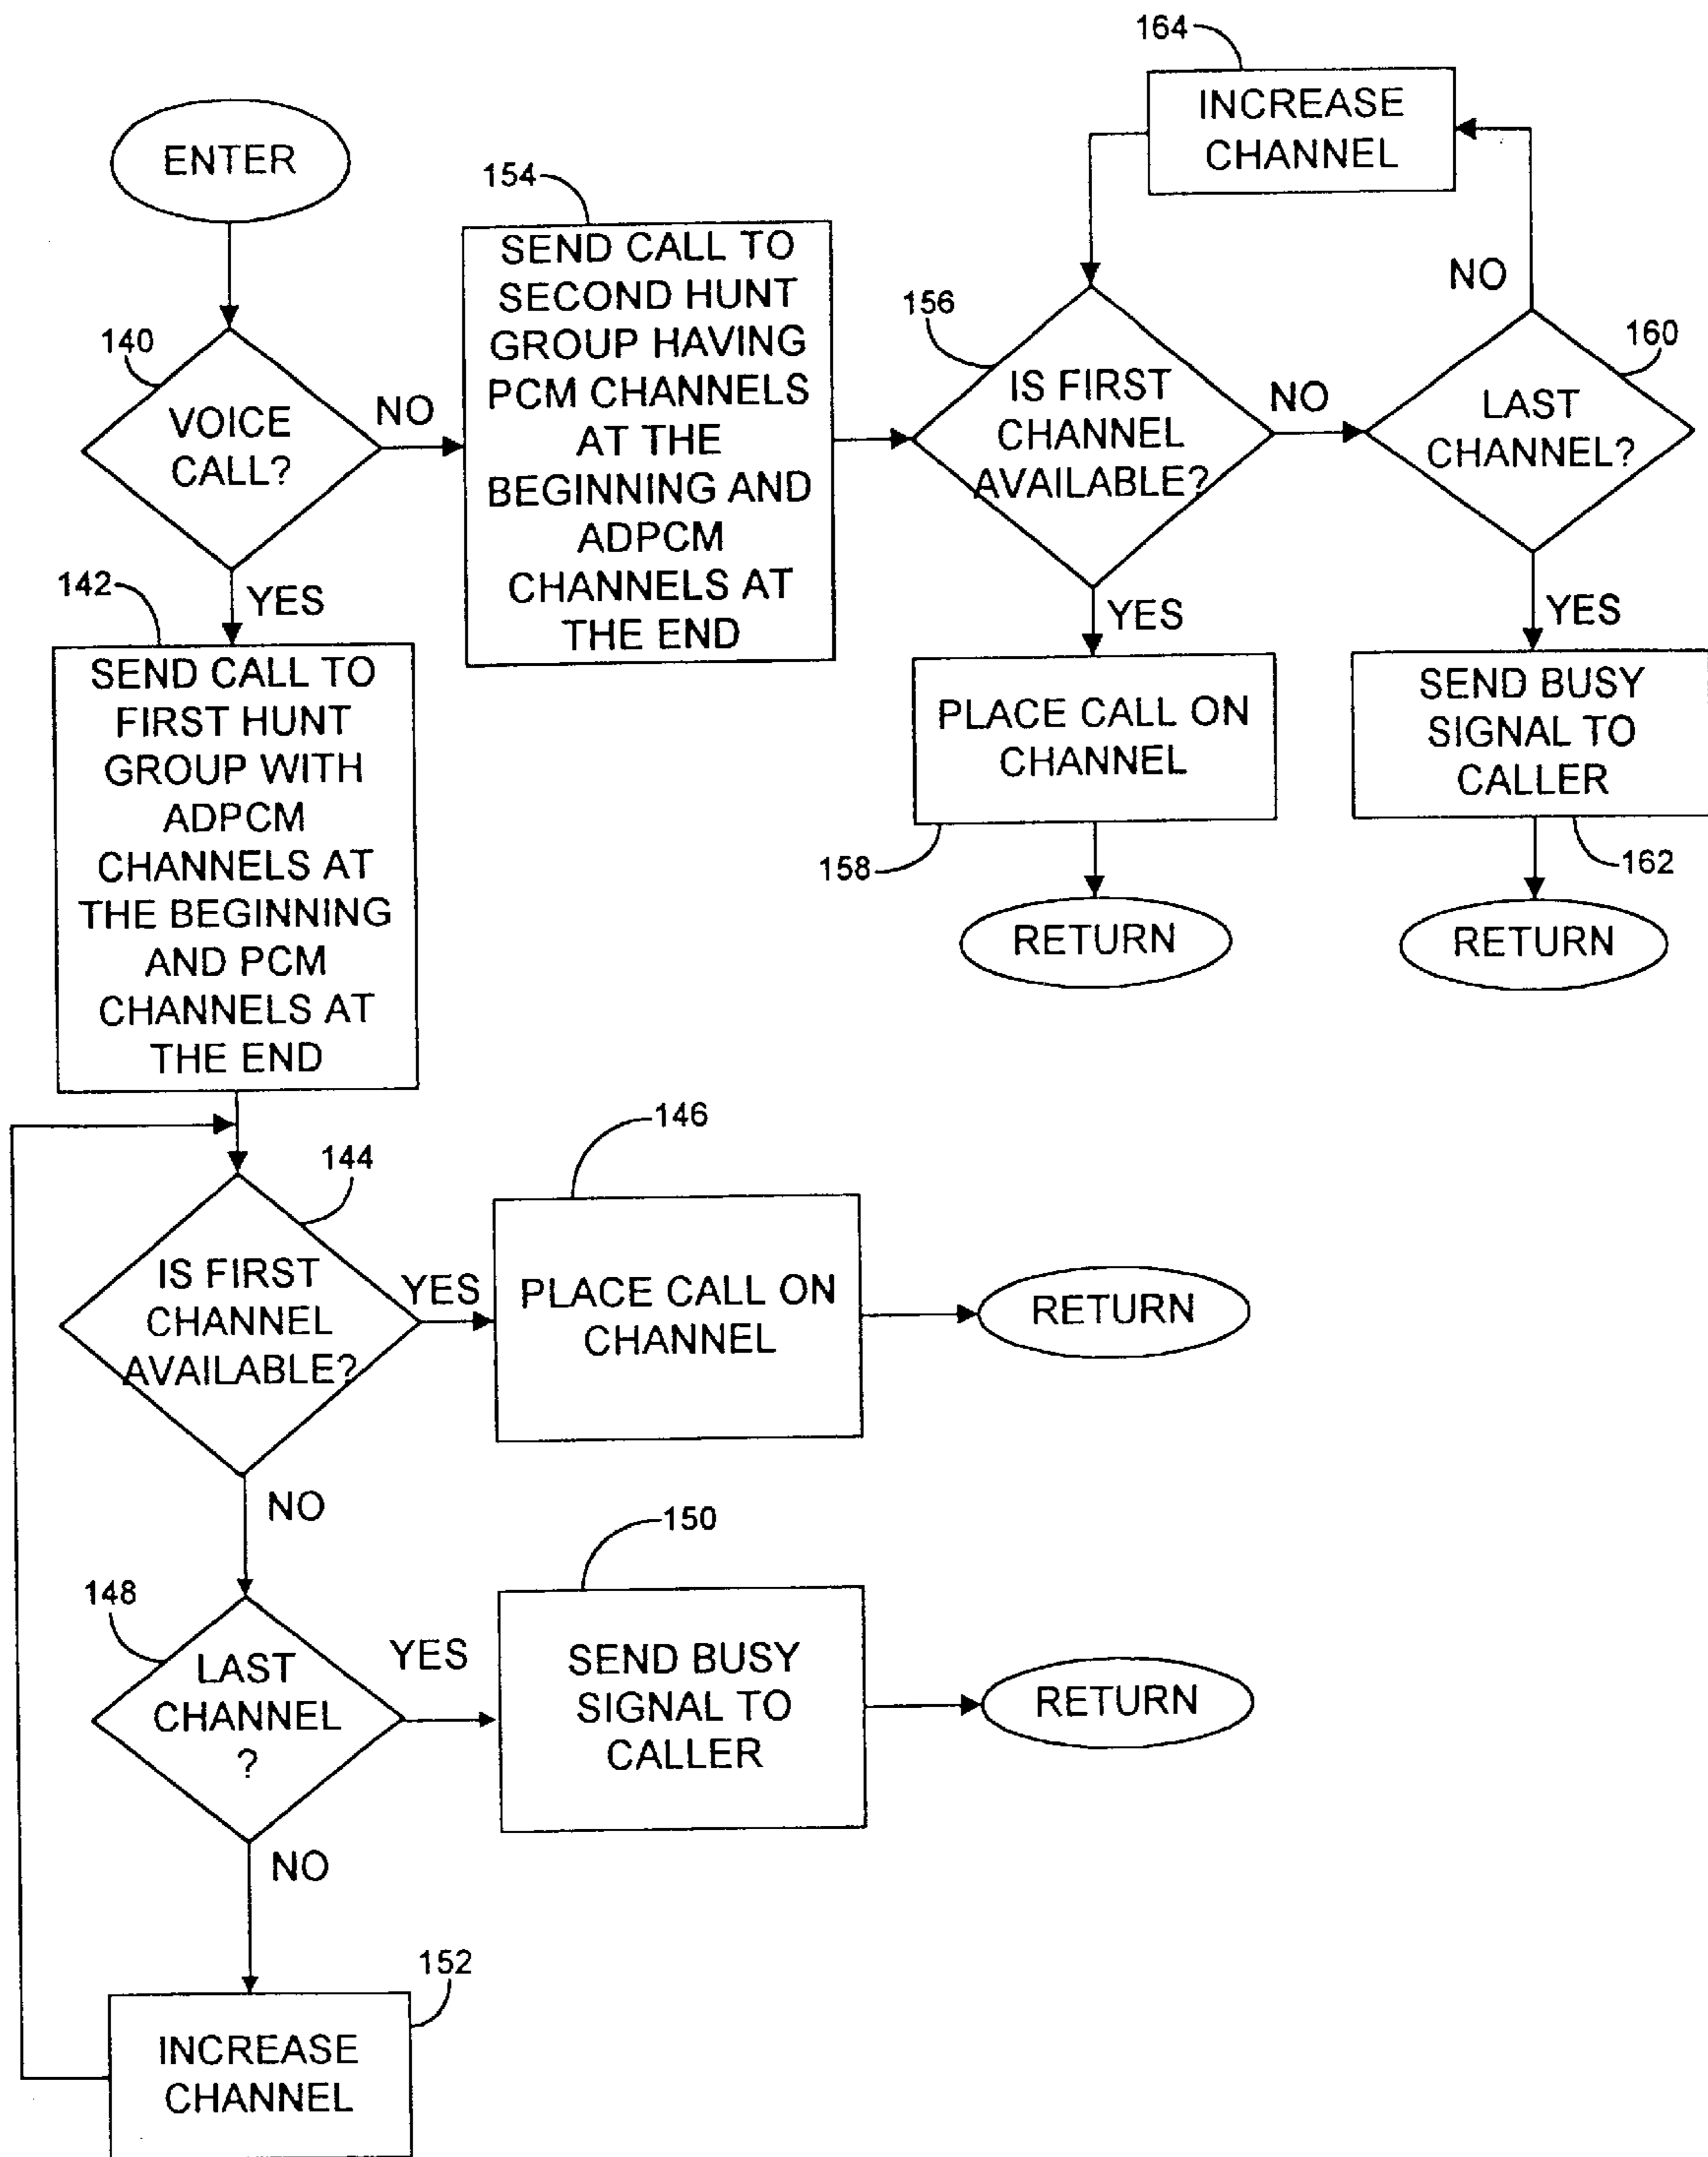 164
INCREASE
CHANNEL
ENTER
154
SEND CALL TO
SECOND HUNT
GROUP HAVING
PCM CHANNELS
AT THE
BEGINNING AND
ADPCM
CHANNELS AT
THE END
140
VOICE
CALL?
NO
YES
156
IS FIRST
CHANNEL
AVAILABLE?
NO
YES
NO
160
LAST
CHANNEL?
YES
142
SEND CALL TO
FIRST HUNT
GROUP WITH
ADPCM
CHANNELS AT
THE BEGINNING
AND PCM
CHANNELS AT
THE END
PLACE CALL ON
CHANNEL
158
RETURN
SEND BUSY
SIGNAL TO
CALLER
162
RETURN
144
IS FIRST
CHANNEL
AVAILABLE?
YES
146
PLACE CALL ON
CHANNEL
RETURN
NO
148
LAST
CHANNEL
?
YES
150
SEND BUSY
SIGNAL TO
CALLER
RETURN
NO
152
INCREASE
CHANNEL